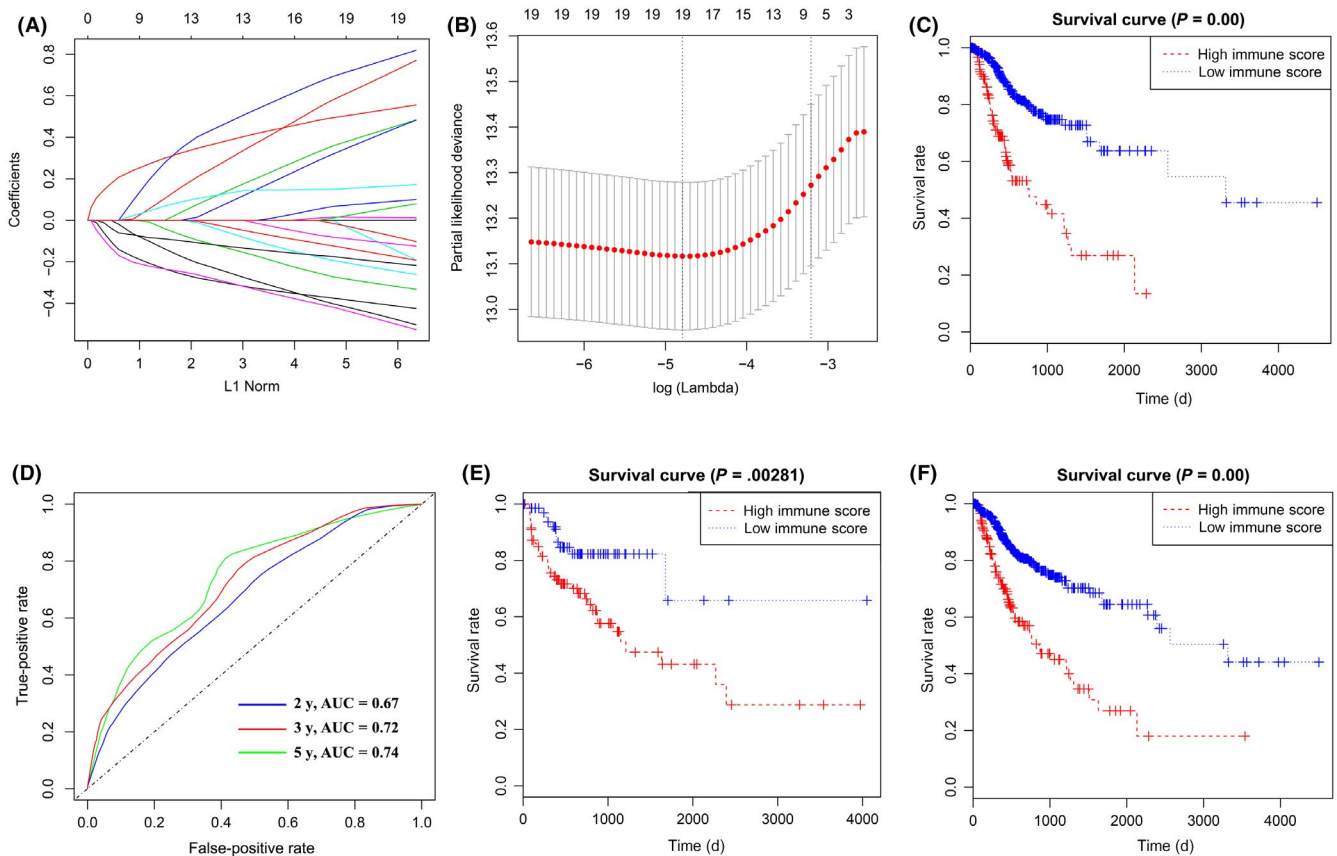 (A)
0 9 13 16 19 19
0.8
0.6
0.4
0.2
0.0
−0.2
−0.4
Coefficients
0 1 2 3 4 5 6
L1 Norm
(B)
19 19 19 19 19 19 17 15 13 9 5 3
13.6
13.5
13.4
13.3
13.2
13.1
13.0
Partial likelihood deviance
−6 −5 −4 −3
log (Lambda)
(C)
Survival curve (P = 0.00)
High immune score
Low immune score
1.0
0.8
0.6
0.4
0.2
0.0
Survival rate
0 1000 2000 3000 4000
Time (d)
(D)
1.0
0.8
0.6
0.4
0.2
0.0
True-positive rate
2 y, AUC = 0.67
3 y, AUC = 0.72
5 y, AUC = 0.74
0.0 0.2 0.4 0.6 0.8 1.0
False-positive rate
(E)
Survival curve (P = .00281)
High immune score
Low immune score
1.0
0.8
0.6
0.4
0.2
0.0
Survival rate
0 1000 2000 3000 4000
Time (d)
(F)
Survival curve (P = 0.00)
High immune score
Low immune score
1.0
0.8
0.6
0.4
0.2
0.0
Survival rate
0 1000 2000 3000 4000
Time (d)